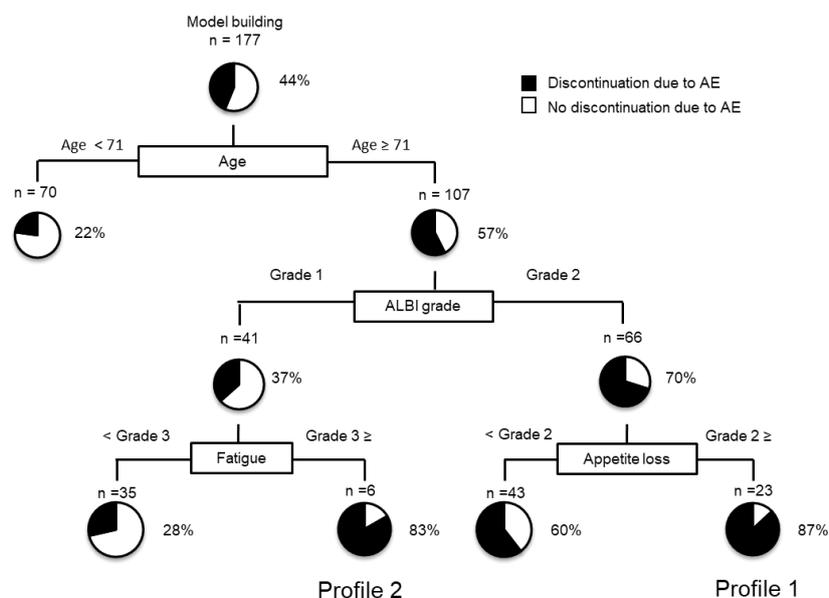 Model building
n = 177
44%
Discontinuation due to AE
No discontinuation due to AE
Age < 71
Age
Age ≥ 71
n = 70
22%
n = 107
57%
Grade 1
ALBI grade
Grade 2
n =41
37%
n =66
70%
< Grade 3
Fatigue
Grade 3 ≥
< Grade 2
Appetite loss
Grade 2 ≥
n =35
28%
n =6
83%
n =43
60%
n =23
87%
Profile 2
Profile 1